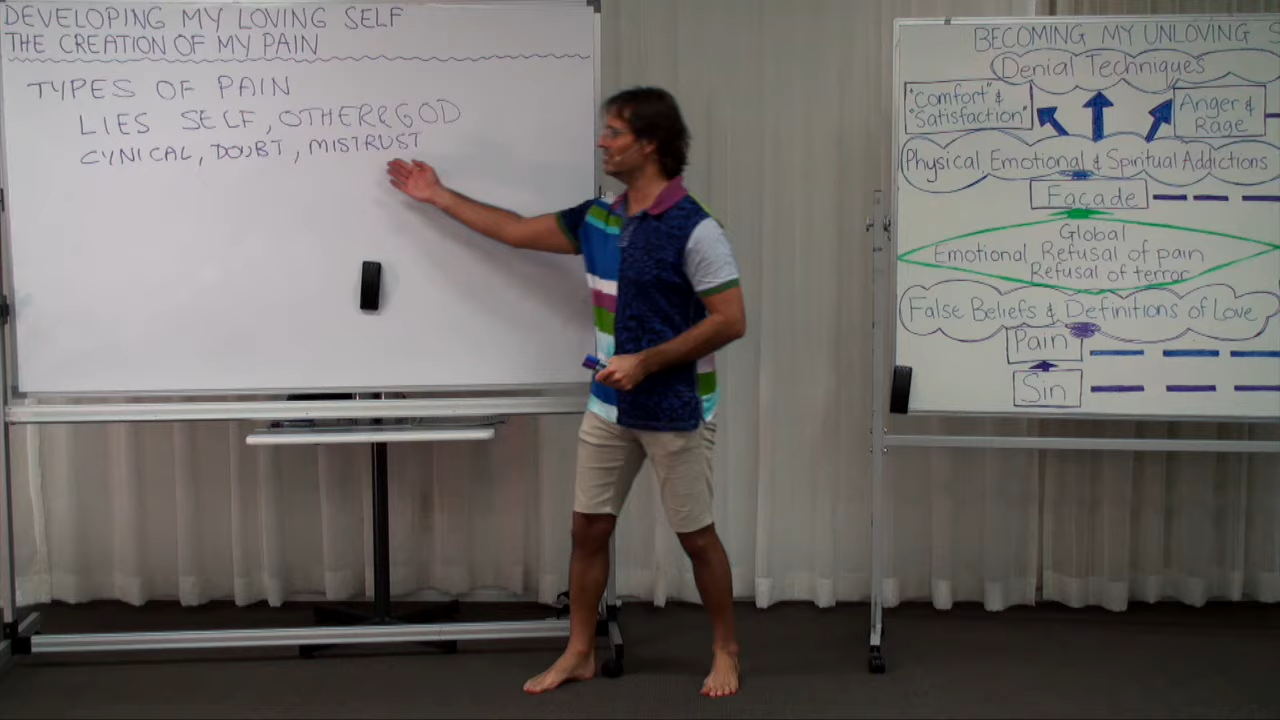 DEVELOPING MY LOVING SELF
THE CREATION OF MY PAIN
TYPES OF PAIN
LIES SELF, OTHER&GOD
CYNICAL, DOUBT, MISTRUST
BECOMING MY UNLOVING S
Denial Techniques
"Comfort" &
"Satisfaction"
Anger &
Rage
Physical, Emotional & Spiritual Addictions
Façade
Global
Emotional Refusal of pain
Refusal of terror
False Beliefs & Definitions of Love
Pain
Sin